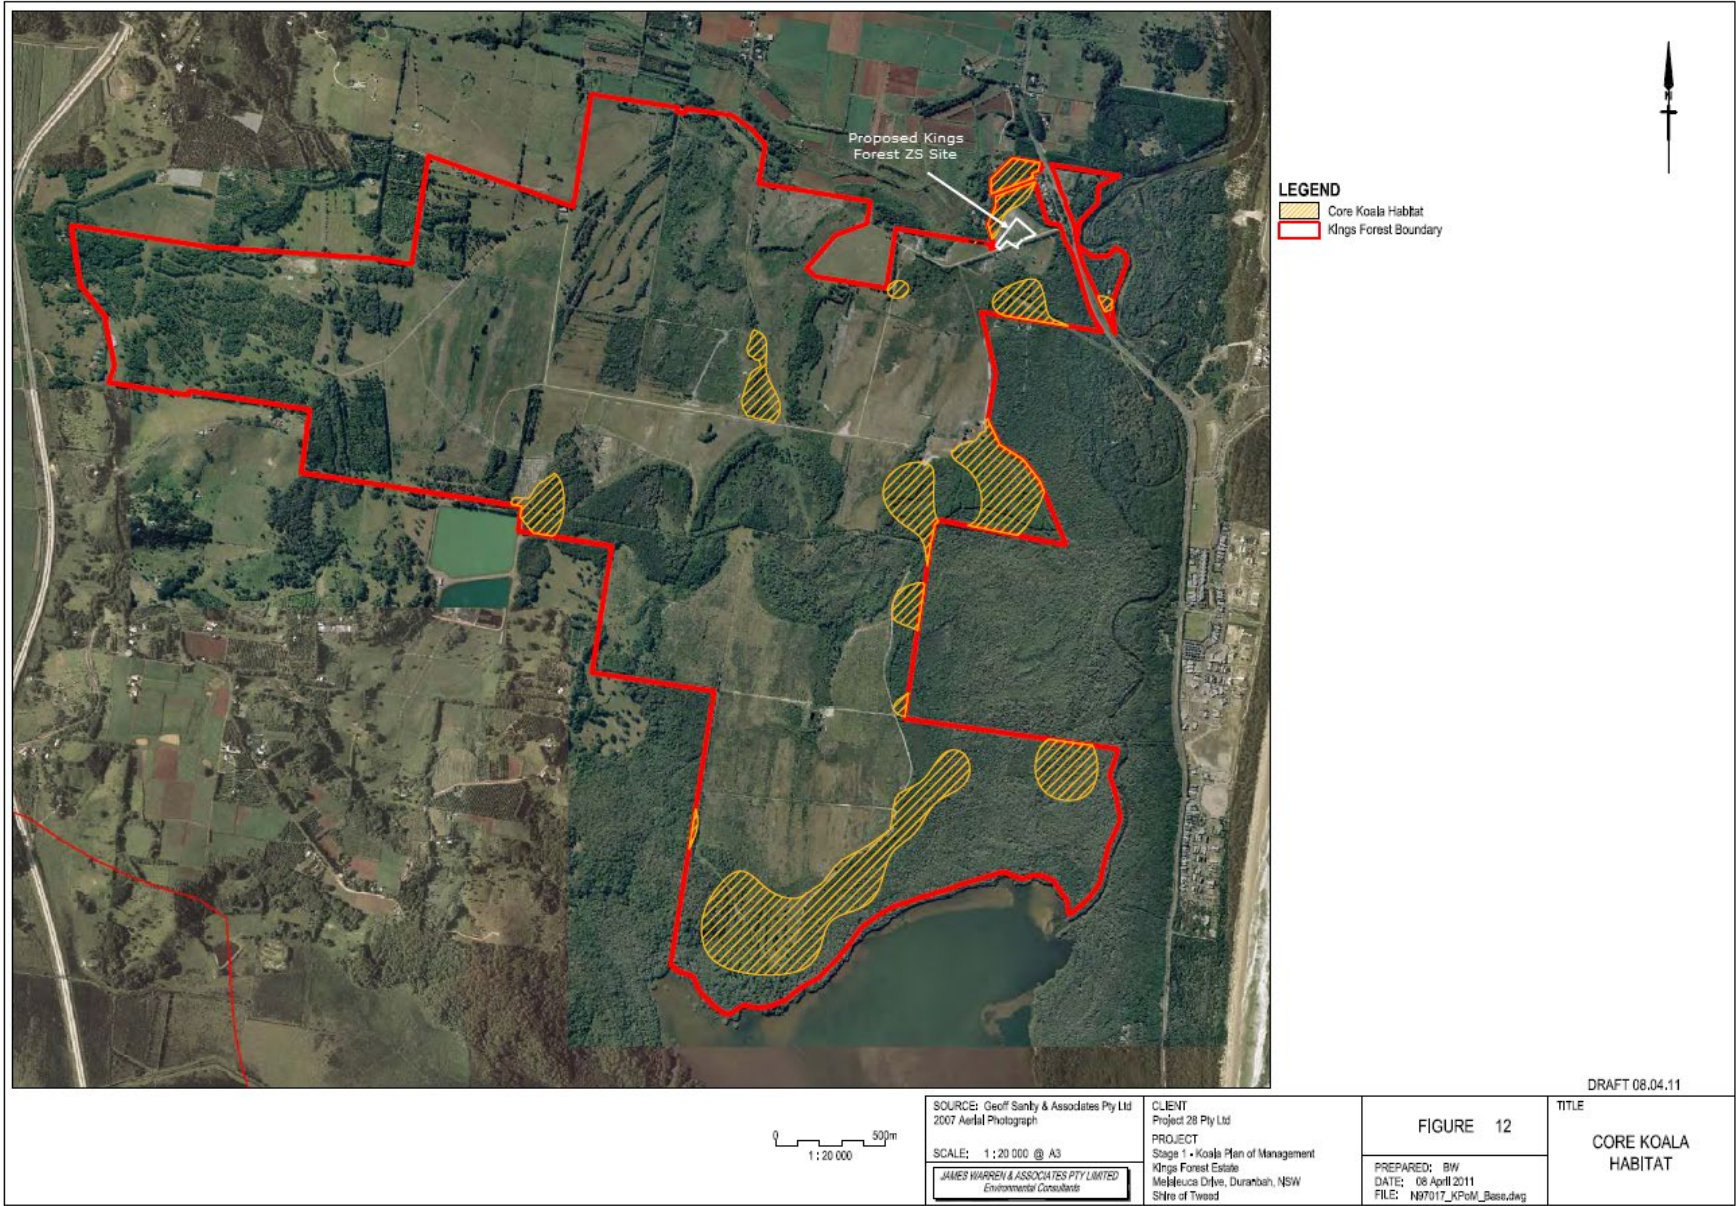 Proposed Kings
Forest ZS Site
N
LEGEND
Core Koala Habitat
Kings Forest Boundary
DRAFT 08.04.11
0 500m
1 : 20 000
SOURCE: Geoff Sanity & Associates Pty Ltd
2007 Aerial Photograph
SCALE: 1 : 20 000 @ A3
JAMES WARREN & ASSOCIATES PTY LIMITED
Environmental Consultants
CLIENT
Project 28 Pty Ltd
PROJECT
Stage 1 - Koala Plan of Management
Kings Forest Estate
Melaleuca Drive, Duranbah, NSW
Shire of Tweed
FIGURE 12
PREPARED: BW
DATE: 08 April 2011
FILE: N97017_KPoM_Base.dwg
TITLE
CORE KOALA
HABITAT